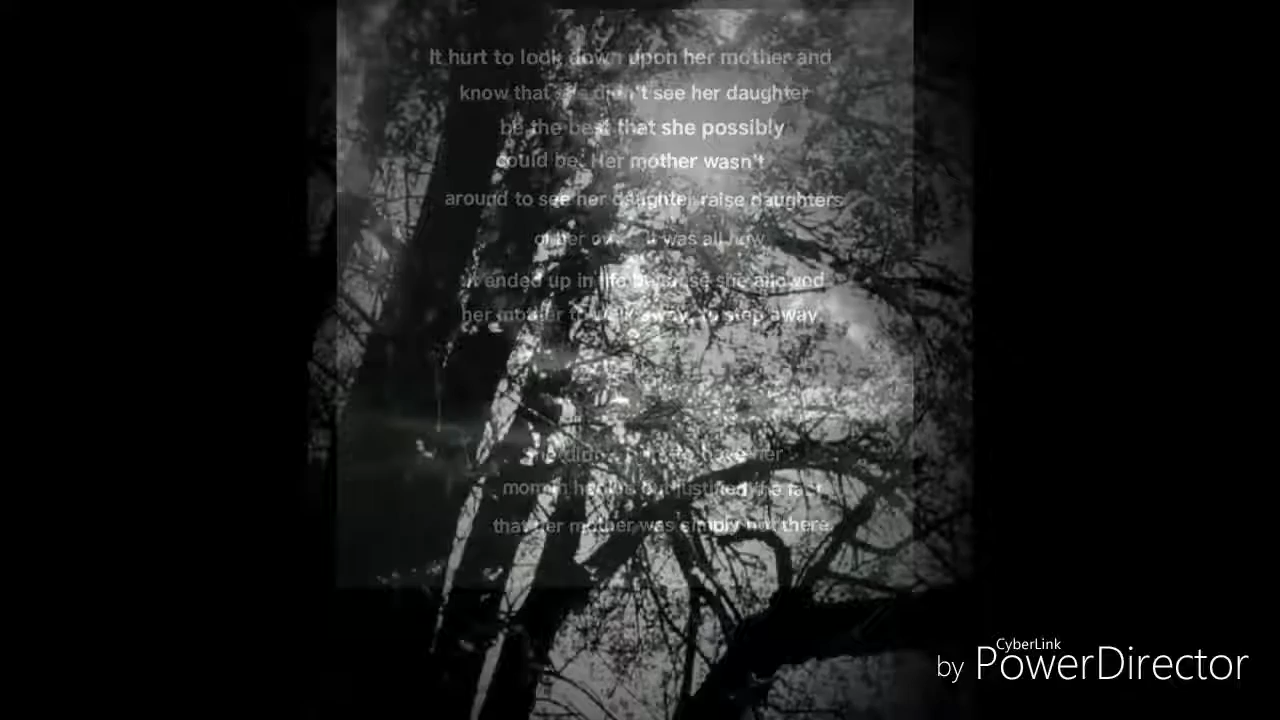 It hurt to look down upon her mother and
know that she didn't see her daughter
be the best that she possibly
could be. Her mother wasn't
around to see her daughter raise daughters
of her own. It was all how
ended up in life because she allowed
her mother to walk away, to step away
didn't have her
mom in her but justified the fact
that her mother was simply not there.
CyberLink
by PowerDirector